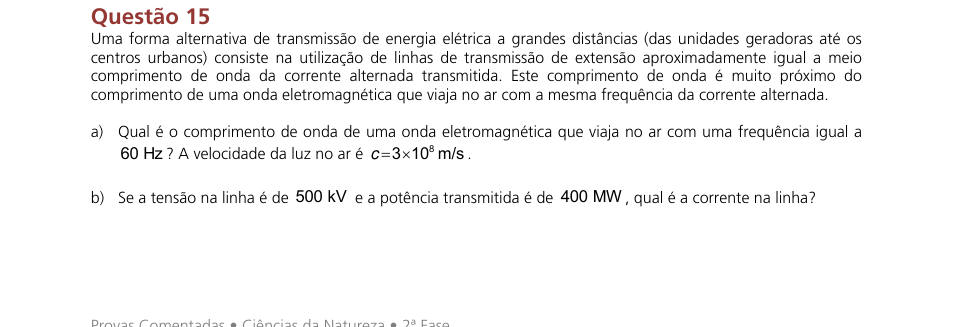 Questão 15
Uma forma alternativa de transmissão de energia elétrica a grandes distâncias (das unidades geradoras até os
centros urbanos) consiste na utilização de linhas de transmissão de extensão aproximadamente igual a meio
comprimento de onda da corrente alternada transmitida. Este comprimento de onda é muito próximo do
comprimento de uma onda eletromagnética que viaja no ar com a mesma frequência da corrente alternada.
a) Qual é o comprimento de onda de uma onda eletromagnética que viaja no ar com uma frequência igual a
60 Hz ? A velocidade da luz no ar é c=3×10⁸ m/s .
b) Se a tensão na linha é de 500 kV e a potência transmitida é de 400 MW , qual é a corrente na linha?
Provas Comentadas • Ciências da Natureza • 2ª Fase